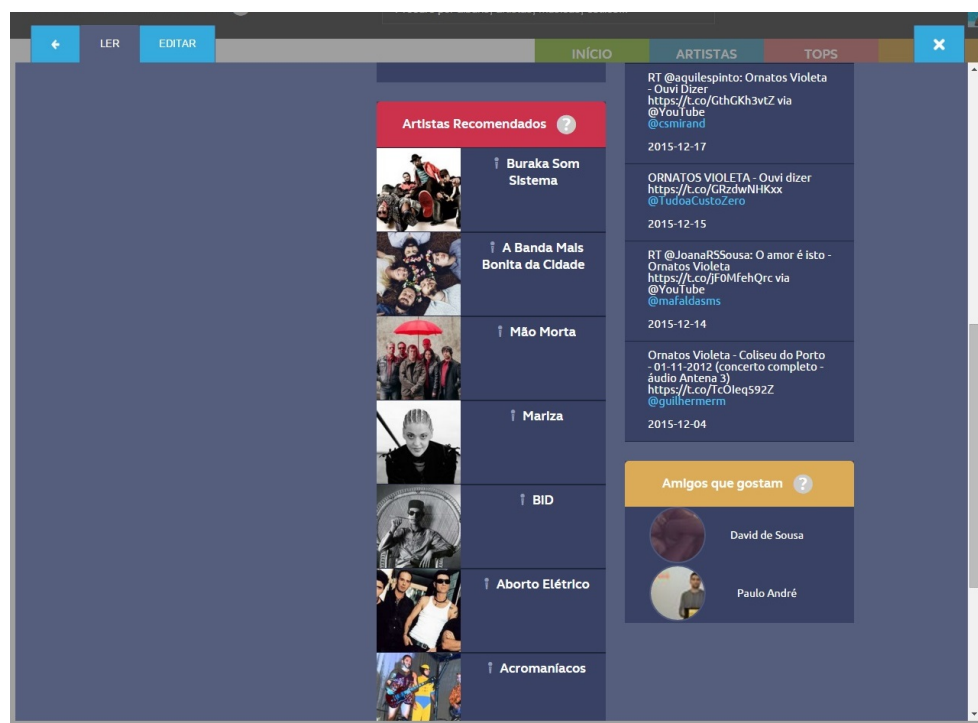 LER
EDITAR
INÍCIO
ARTISTAS
TOPS
Artistas Recomendados
?
Buraka Som
Sistema
A Banda Mais
Bonita da Cidade
Mão Morta
Mariza
BID
Aborto Elétrico
Acromaníacos
RT @aquilespinto: Ornatos Violeta
- Ouvi Dizer
https://t.co/GthGKh3vtZ via
@YouTube
@csmirand
2015-12-17
ORNATOS VIOLETA - Ouvi dizer
https://t.co/GRzdwNHKxx
@TudoaCustoZero
2015-12-15
RT @JoanaRSSousa: O amor é isto -
Ornatos Violeta
https://t.co/jF0MfehQrc via
@YouTube
@mafaldasms
2015-12-14
Ornatos Violeta - Coliseu do Porto
- 01-11-2012 (concerto completo -
áudio Antena 3)
https://t.co/TcOIeq592Z
@guilhermerm
2015-12-04
Amigos que gostam
?
David de Sousa
Paulo André